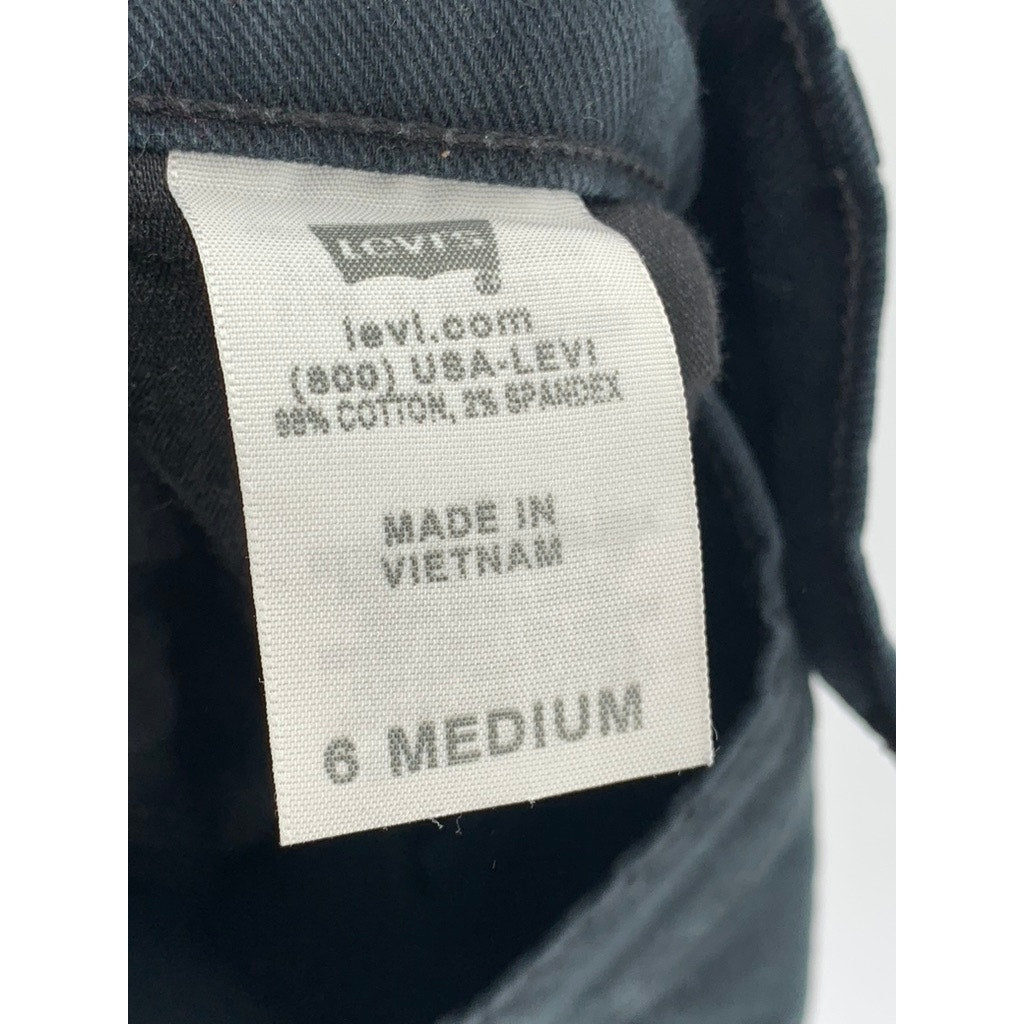 Levi's
levi.com
(800) USA-LEVI
98% COTTON, 2% SPANDEX
MADE IN
VIETNAM
6 MEDIUM